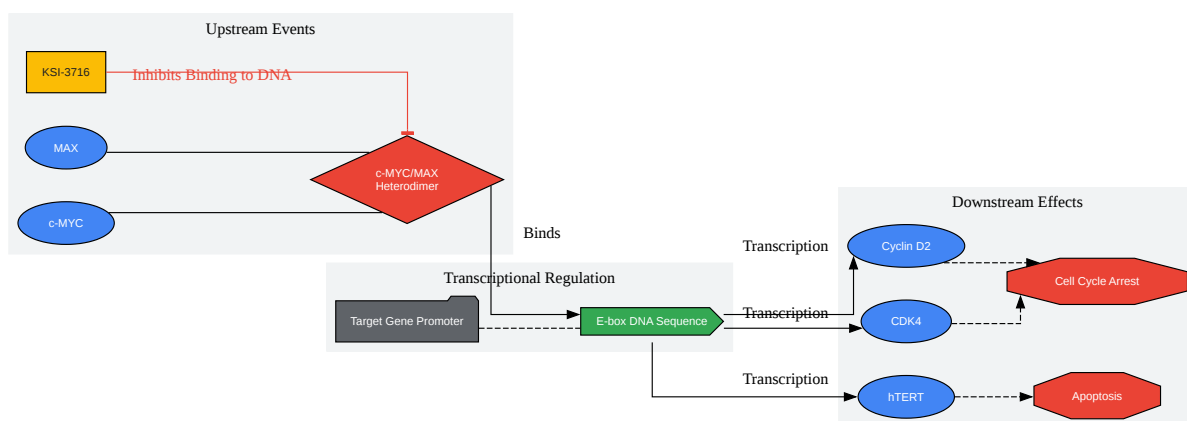 Upstream Events
KSI-3716
Inhibits Binding to DNA
MAX
c-MYC/MAX
Heterodimer
c-MYC
Binds
Transcriptional Regulation
Target Gene Promoter
E-box DNA Sequence
Transcription
Transcription
Transcription
Downstream Effects
Cyclin D2
Cell Cycle Arrest
CDK4
hTERT
Apoptosis